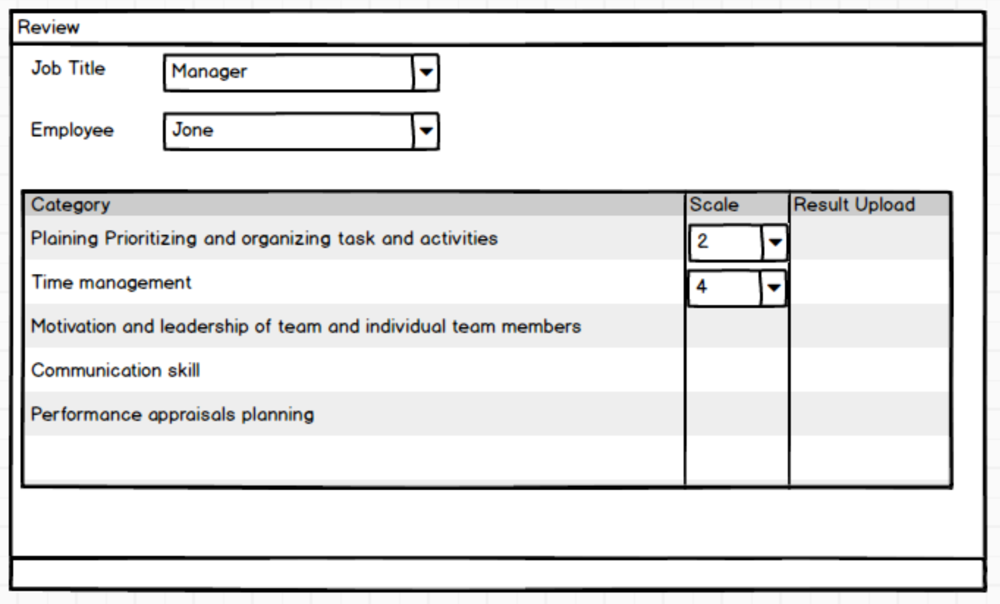 Review
Job Title Manager
Employee Jone
Category Scale Result Upload
Plaining Prioritizing and organizing task and activities 2
Time management 4
Motivation and leadership of team and individual team members
Communication skill
Performance appraisals planning